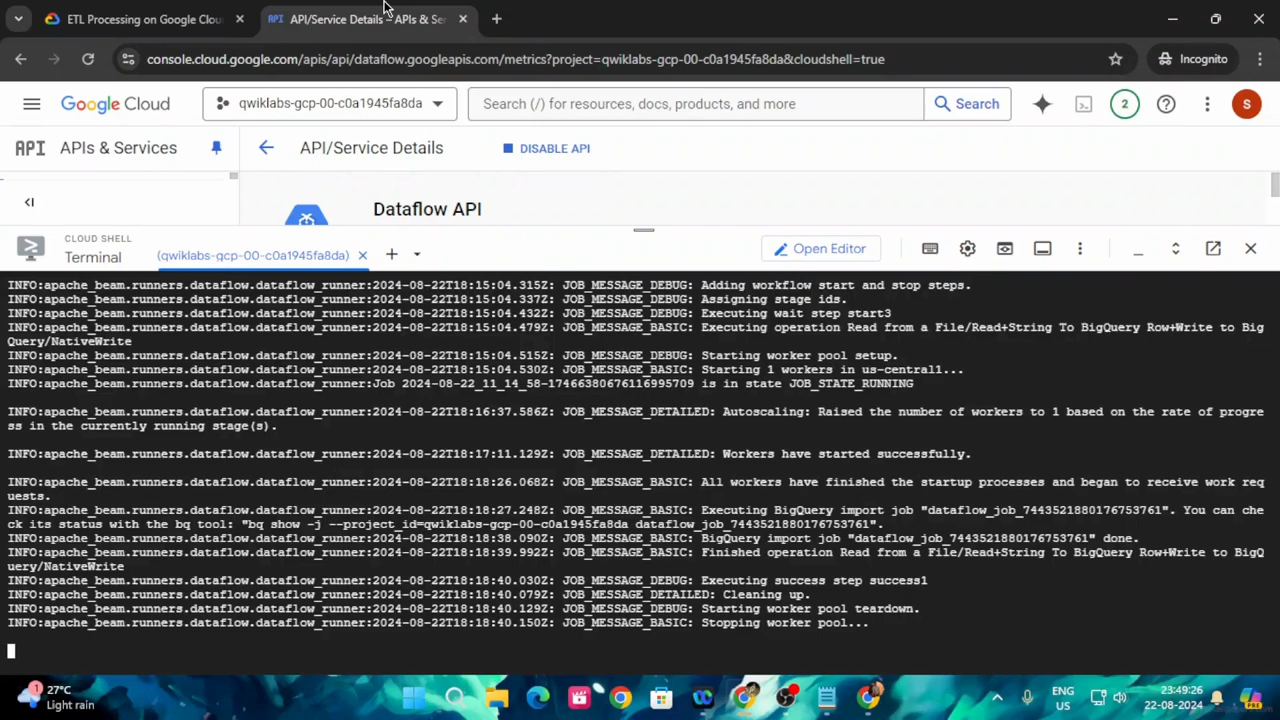 ETL Processing on Google Clou
API/Service Details – APIs & Se
console.cloud.google.com/apis/api/dataflow.googleapis.com/metrics?project=qwiklabs-gcp-00-c0a1945fa8da&cloudshell=true
Incognito
Google Cloud
qwiklabs-gcp-00-c0a1945fa8da
Search (/) for resources, docs, products, and more
Search
2
S
API APIs & Services
API/Service Details
DISABLE API
Dataflow API
CLOUD SHELL
Terminal
(qwiklabs-gcp-00-c0a1945fa8da)
Open Editor
INFO:apache_beam.runners.dataflow.dataflow_runner:2024-08-22T18:15:04.315Z: JOB_MESSAGE_DEBUG: Adding workflow start and stop steps.
INFO:apache_beam.runners.dataflow.dataflow_runner:2024-08-22T18:15:04.337Z: JOB_MESSAGE_DEBUG: Assigning stage ids.
INFO:apache_beam.runners.dataflow.dataflow_runner:2024-08-22T18:15:04.432Z: JOB_MESSAGE_DEBUG: Executing wait step start3
INFO:apache_beam.runners.dataflow.dataflow_runner:2024-08-22T18:15:04.479Z: JOB_MESSAGE_BASIC: Executing operation Read from a File/Read+String To BigQuery Row+Write to Big
Query/NativeWrite
INFO:apache_beam.runners.dataflow.dataflow_runner:2024-08-22T18:15:04.515Z: JOB_MESSAGE_DEBUG: Starting worker pool setup.
INFO:apache_beam.runners.dataflow.dataflow_runner:2024-08-22T18:15:04.530Z: JOB_MESSAGE_BASIC: Starting 1 workers in us-central1...
INFO:apache_beam.runners.dataflow.dataflow_runner:Job 2024-08-22_11_14_58-17466380676116995709 is in state JOB_STATE_RUNNING
INFO:apache_beam.runners.dataflow.dataflow_runner:2024-08-22T18:16:37.586Z: JOB_MESSAGE_DETAILED: Autoscaling: Raised the number of workers to 1 based on the rate of progre
ss in the currently running stage(s).
INFO:apache_beam.runners.dataflow.dataflow_runner:2024-08-22T18:17:11.129Z: JOB_MESSAGE_DETAILED: Workers have started successfully.
INFO:apache_beam.runners.dataflow.dataflow_runner:2024-08-22T18:18:26.068Z: JOB_MESSAGE_BASIC: All workers have finished the startup processes and began to receive work req
uests.
INFO:apache_beam.runners.dataflow.dataflow_runner:2024-08-22T18:18:27.248Z: JOB_MESSAGE_BASIC: Executing BigQuery import job "dataflow_job_7443521880176753761". You can che
ck its status with the bq tool: "bq show -j --project_id=qwiklabs-gcp-00-c0a1945fa8da dataflow_job_7443521880176753761".
INFO:apache_beam.runners.dataflow.dataflow_runner:2024-08-22T18:18:38.090Z: JOB_MESSAGE_BASIC: BigQuery import job "dataflow_job_7443521880176753761" done.
INFO:apache_beam.runners.dataflow.dataflow_runner:2024-08-22T18:18:39.992Z: JOB_MESSAGE_BASIC: Finished operation Read from a File/Read+String To BigQuery Row+Write to BigQ
uery/NativeWrite
INFO:apache_beam.runners.dataflow.dataflow_runner:2024-08-22T18:18:40.030Z: JOB_MESSAGE_DEBUG: Executing success step success1
INFO:apache_beam.runners.dataflow.dataflow_runner:2024-08-22T18:18:40.079Z: JOB_MESSAGE_DETAILED: Cleaning up.
INFO:apache_beam.runners.dataflow.dataflow_runner:2024-08-22T18:18:40.129Z: JOB_MESSAGE_DEBUG: Starting worker pool teardown.
INFO:apache_beam.runners.dataflow.dataflow_runner:2024-08-22T18:18:40.150Z: JOB_MESSAGE_BASIC: Stopping worker pool...
1
27°C
Light rain
ENG
US
23:49:26
22-08-2024